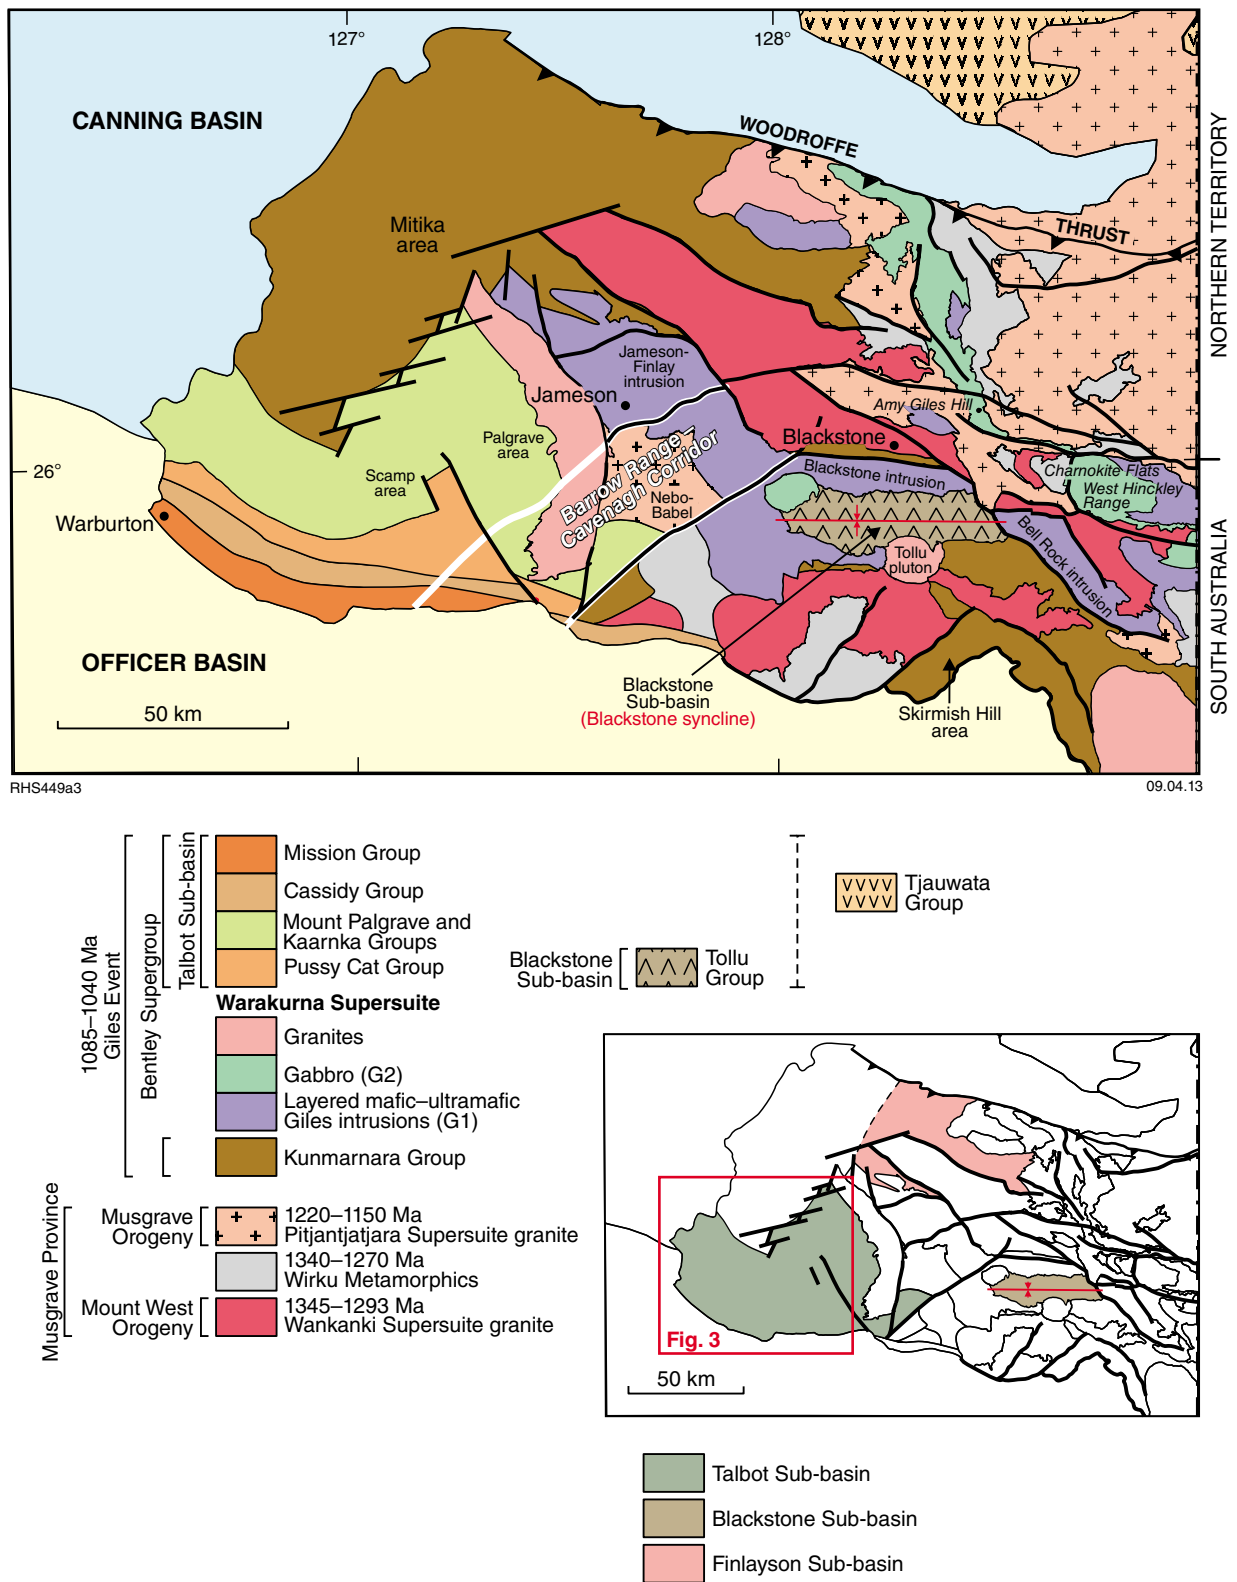 127°
128°
CANNING BASIN
WOODROFFE
THRUST
NORTHERN TERRITORY
Mitika
area
Jameson-
Finlay
intrusion
Jameson
Amy Giles Hill
Palgrave
area
Blackstone
Barrow Range –
Cavenagh Corridor
26°
Scamp
area
Blackstone intrusion
Charnokite Flats
West Hinckley
Range
Nebo-
Babel
Warburton
Bell Rock intrusion
Tollu
pluton
SOUTH AUSTRALIA
OFFICER BASIN
Blackstone
Sub-basin
(Blackstone syncline)
Skirmish Hill
area
50 km
RHS449a3
09.04.13
1085–1040 Ma
Giles Event
Bentley Supergroup
Talbot Sub-basin
Mission Group
Cassidy Group
Mount Palgrave and
Kaarnka Groups
Pussy Cat Group
Warakurna Supersuite
Granites
Gabbro (G2)
Layered mafic–ultramafic
Giles intrusions (G1)
Kunmarnara Group
Musgrave Province
Musgrave
Orogeny
1220–1150 Ma
Pitjantjatjara Supersuite granite
1340–1270 Ma
Wirku Metamorphics
Mount West
Orogeny
1345–1293 Ma
Wankanki Supersuite granite
Blackstone
Sub-basin
Tollu
Group
Tjauwata
Group
Fig. 3
50 km
Talbot Sub-basin
Blackstone Sub-basin
Finlayson Sub-basin